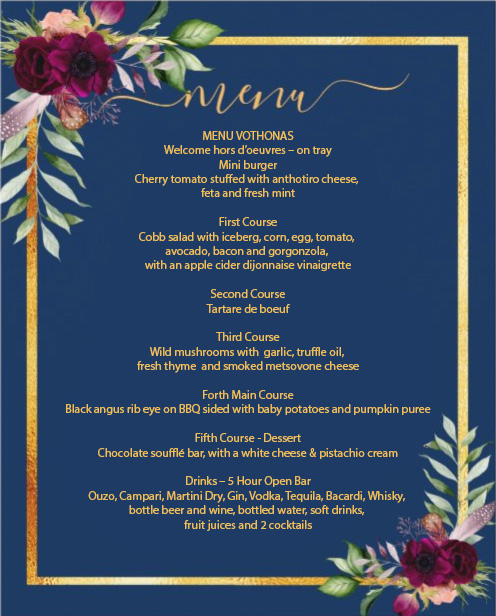 menu
MENU VOTHONAS
Welcome hors d'oeuvres – on tray
Mini burger
Cherry tomato stuffed with anthotiro cheese,
feta and fresh mint
First Course
Cobb salad with iceberg, corn, egg, tomato,
avocado, bacon and gorgonzola,
with an apple cider dijonnaise vinaigrette
Second Course
Tartare de boeuf
Third Course
Wild mushrooms with garlic, truffle oil,
fresh thyme and smoked metsovone cheese
Forth Main Course
Black angus rib eye on BBQ sided with baby potatoes and pumpkin puree
Fifth Course - Dessert
Chocolate soufflé bar, with a white cheese & pistachio cream
Drinks – 5 Hour Open Bar
Ouzo, Campari, Martini Dry, Gin, Vodka, Tequila, Bacardi, Whisky,
bottle beer and wine, bottled water, soft drinks,
fruit juices and 2 cocktails